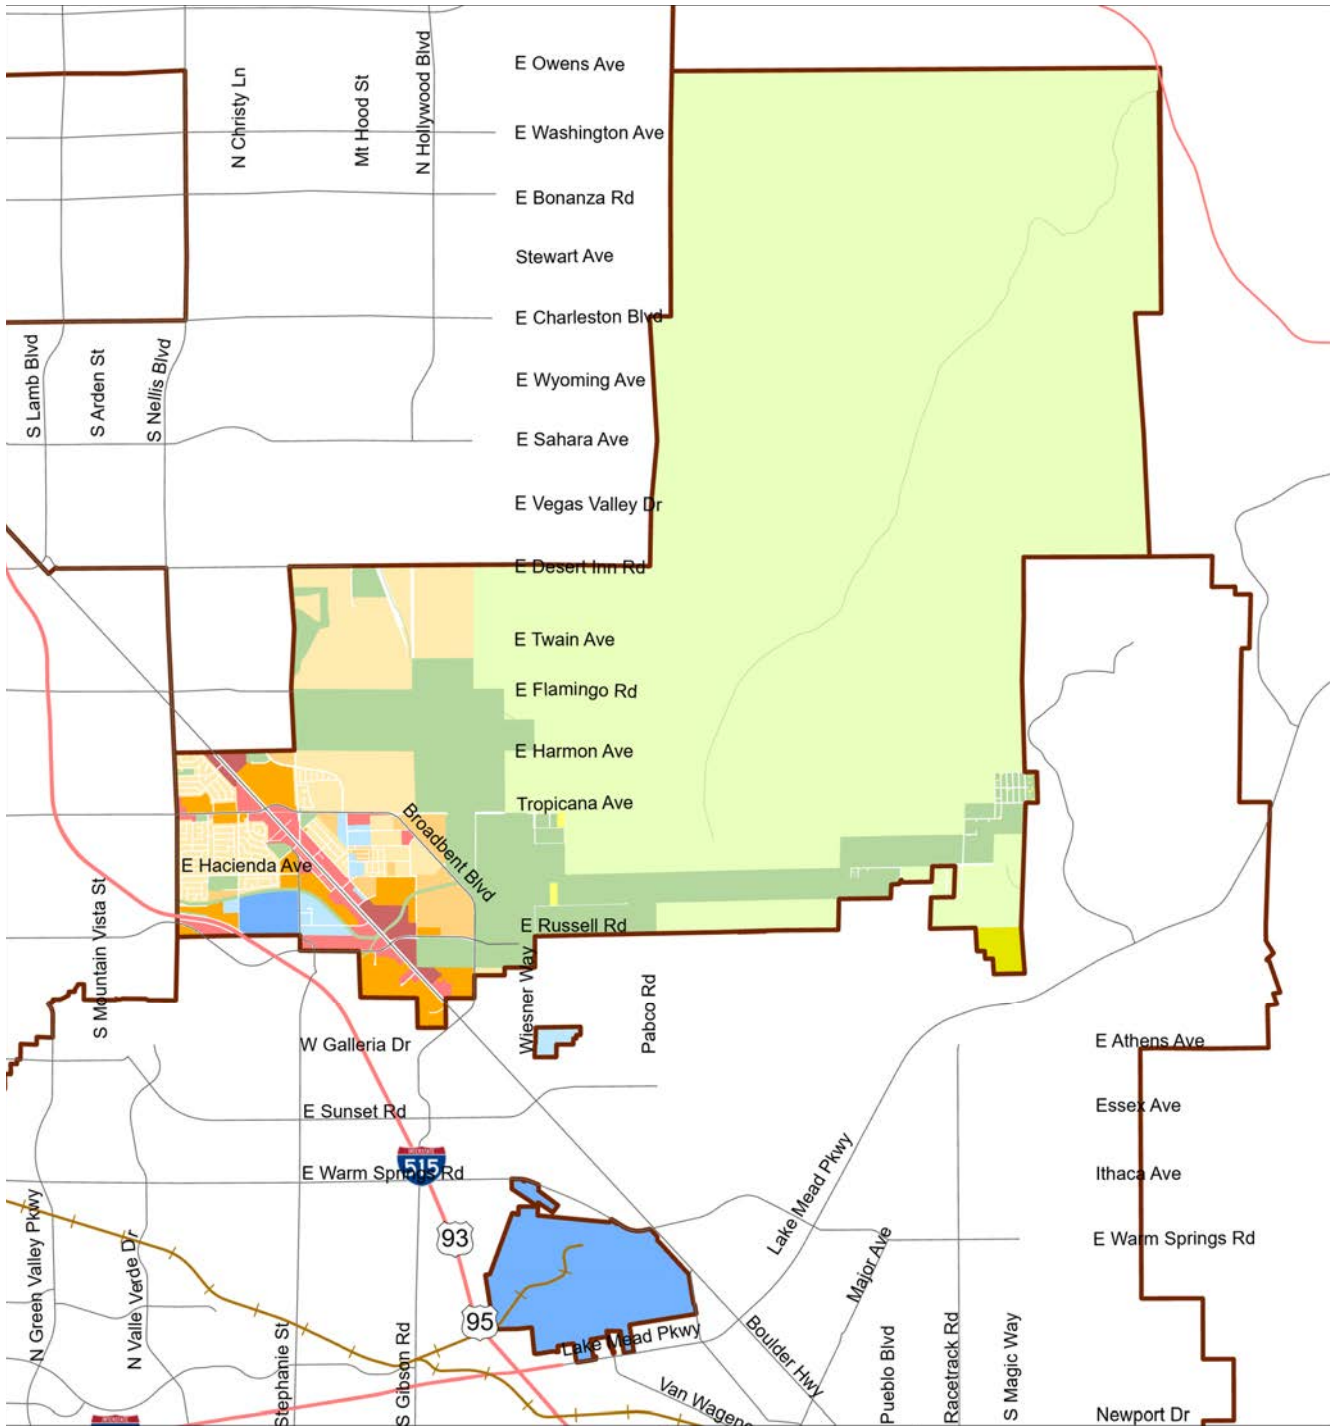 E Owens Ave
N Christy Ln
Mt Hood St
N Hollywood Blvd
E Washington Ave
E Bonanza Rd
Stewart Ave
E Charleston Blvd
S Lamb Blvd
S Arden St
S Nellis Blvd
E Wyoming Ave
E Sahara Ave
E Vegas Valley Dr
E Desert Inn Rd
E Twain Ave
E Flamingo Rd
E Harmon Ave
Tropicana Ave
Broadbent Blvd
E Hacienda Ave
S Mountain Vista St
E Russell Rd
Wiesner Way
Pabco Rd
W Galleria Dr
E Athens Ave
E Sunset Rd
Essex Ave
INTERSTATE
515
E Warm Springs Rd
Ithaca Ave
Lake Mead Pkwy
N Green Valley Pkwy
N Valle Verde Dr
93
E Warm Springs Rd
Major Ave
95
Lake Mead Pkwy
Boulder Hwy
Stephanie St
S Gibson Rd
Pueblo Blvd
Racetrack Rd
S Magic Way
Van Wagene
Newport Dr